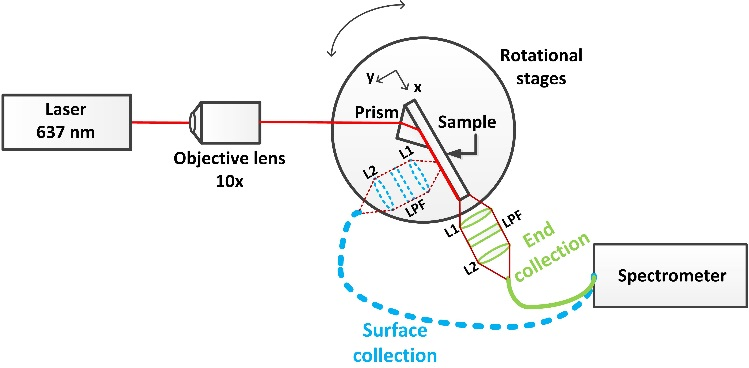 Laser
637 nm
Objective lens
10x
Rotational
stages
y
x
Prism
Sample
L2
L1
LPF
L1
LPF
L2
End
collection
Surface
collection
Spectrometer